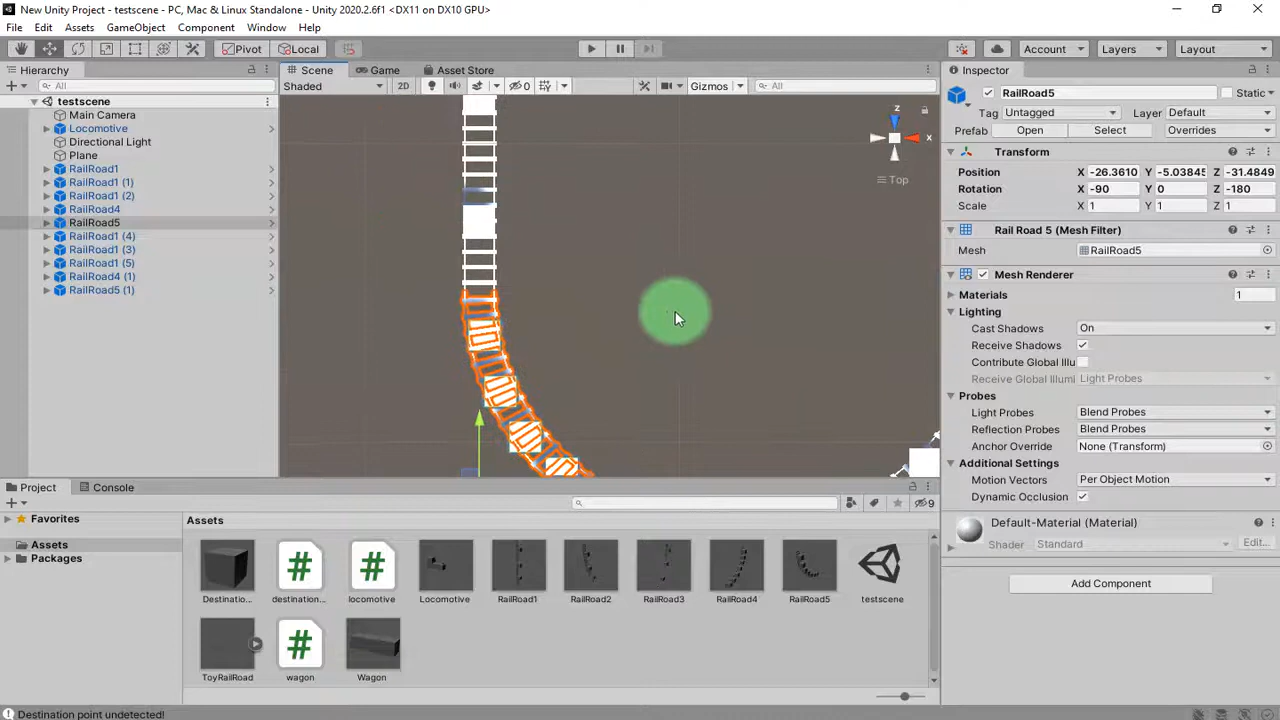 New Unity Project - testscene - PC, Mac & Linux Standalone - Unity 2020.2.6f1 <DX11 on DX10 GPU>
File Edit Assets GameObject Component Window Help
Pivot Local Account Layers Layout
Hierarchy Scene Game Asset Store Inspector
All Shaded 2D 0 Gizmos All RailRoad5 Static
testscene
Main Camera
Locomotive
Directional Light
Plane
RailRoad1
RailRoad1 (1)
RailRoad1 (2)
RailRoad4
RailRoad5
RailRoad1 (4)
RailRoad1 (3)
RailRoad1 (5)
RailRoad4 (1)
RailRoad5 (1)
z
x
Top
Tag Untagged Layer Default
Prefab Open Select Overrides
Transform
Position X -26.3610 Y -5.03845 Z -31.4849
Rotation X -90 Y 0 Z -180
Scale X 1 Y 1 Z 1
Rail Road 5 (Mesh Filter)
Mesh RailRoad5
Mesh Renderer
Materials 1
Lighting
Cast Shadows On
Receive Shadows
Contribute Global Illu
Receive Global Illumi Light Probes
Probes
Light Probes Blend Probes
Reflection Probes Blend Probes
Anchor Override None (Transform)
Additional Settings
Motion Vectors Per Object Motion
Dynamic Occlusion
Default-Material (Material)
Shader Standard Edit...
Add Component
Project Console
9
Favorites
Assets
Packages
Assets
Destinatio... destination... locomotive Locomotive RailRoad1 RailRoad2 RailRoad3 RailRoad4 RailRoad5 testscene
ToyRailRoad wagon Wagon
Destination point undetected!